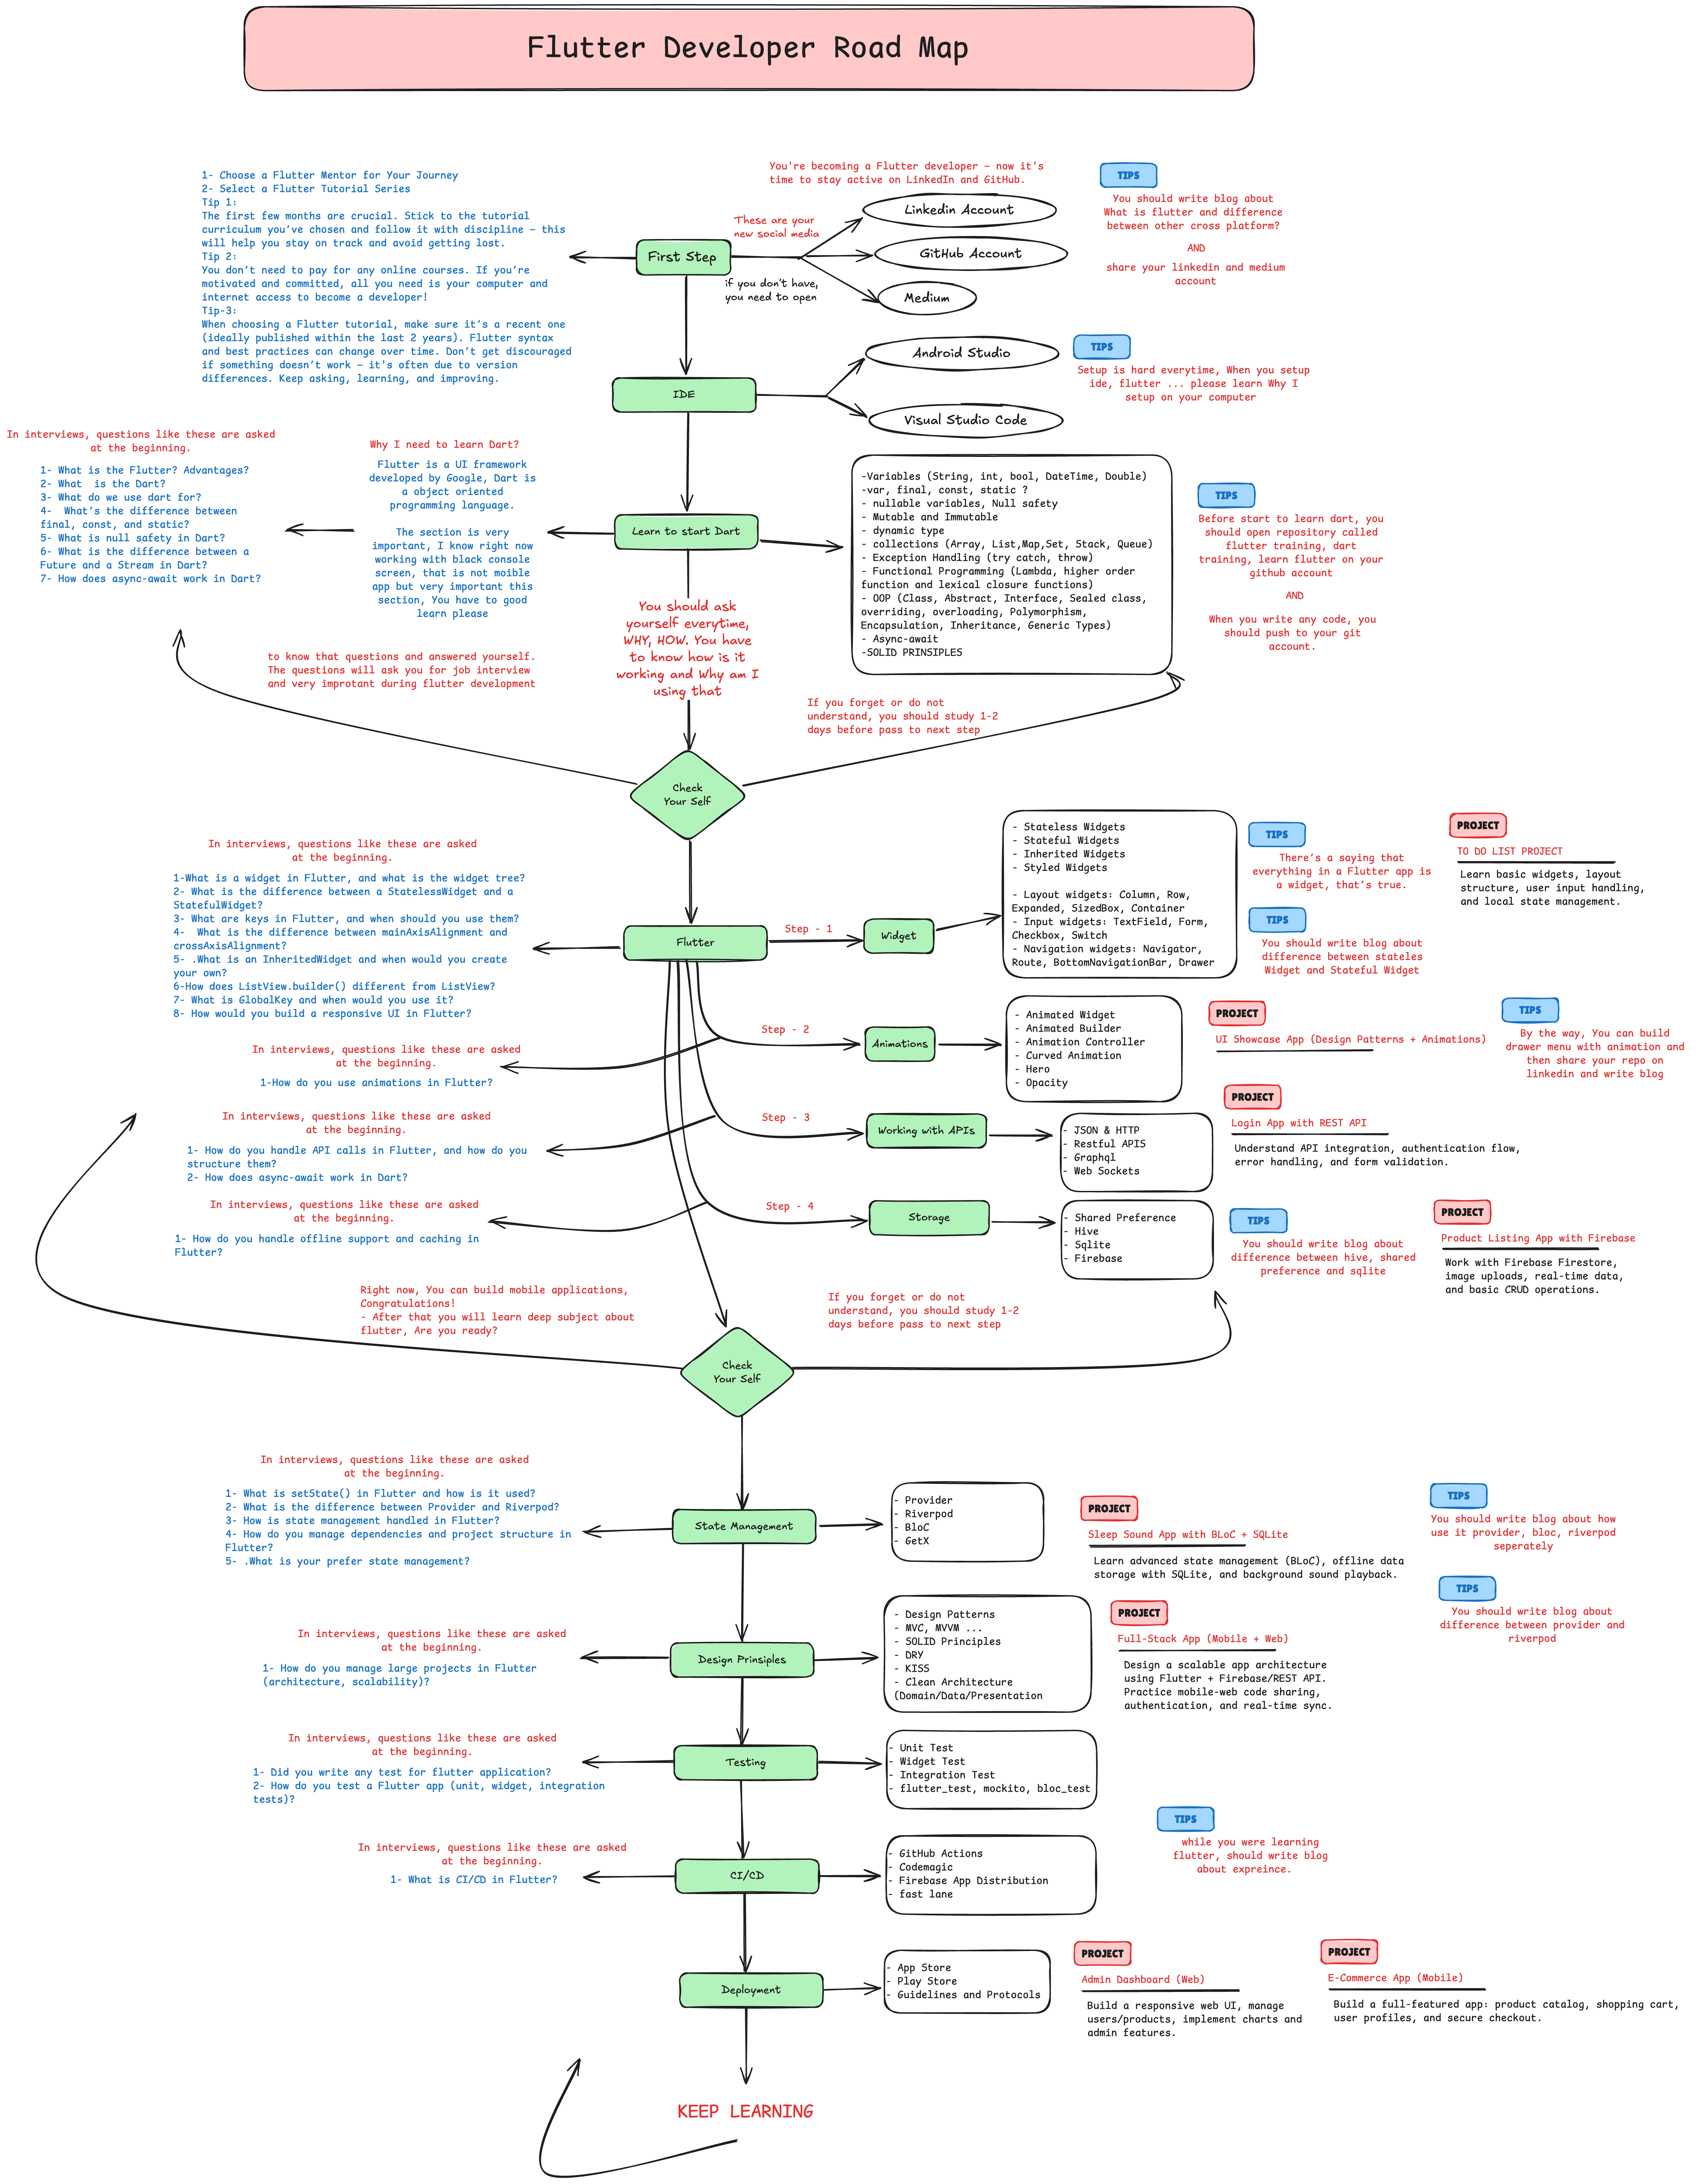 Flutter Developer Road Map
1- Choose a Flutter Mentor for Your Journey
2- Select a Flutter Tutorial Series
Tip 1:
The first few months are crucial. Stick to the tutorial
curriculum you've chosen and follow it with discipline – this
will help you stay on track and avoid getting lost.
Tip 2:
You don't need to pay for any online courses. If you're
motivated and committed, all you need is your computer and
internet access to become a developer!
Tip-3:
When choosing a Flutter tutorial, make sure it's a recent one
(ideally published within the last 2 years). Flutter syntax
and best practices can change over time. Don't get discouraged
if something doesn't work – it's often due to version
differences. Keep asking, learning, and improving.
First Step
These are your
new social media
if you don't have,
you need to open
You're becoming a Flutter developer – now it's
time to stay active on LinkedIn and GitHub.
Linkedin Account
GitHub Account
Medium
TIPS
You should write blog about
What is flutter and difference
between other cross platform?
AND
share your linkedin and medium
account
IDE
Android Studio
Visual Studio Code
TIPS
Setup is hard everytime, When you setup
ide, flutter ... please learn Why I
setup on your computer
In interviews, questions like these are asked
at the beginning.
1- What is the Flutter? Advantages?
2- What  is the Dart?
3- What do we use dart for?
4-  What's the difference between
final, const, and static?
5- What is null safety in Dart?
6- What is the difference between a
Future and a Stream in Dart?
7- How does async-await work in Dart?
Why I need to learn Dart?
Flutter is a UI framework
developed by Google, Dart is
a object oriented
programming language.
The section is very
important, I know right now
working with black console
screen, that is not moible
app but very important this
section, You have to good
learn please
Learn to start Dart
-Variables (String, int, bool, DateTime, Double)
-var, final, const, static ?
- nullable variables, Null safety
- Mutable and Immutable
- dynamic type
- collections (Array, List,Map,Set, Stack, Queue)
- Exception Handling (try catch, throw)
- Functional Programming (Lambda, higher order
function and lexical closure functions)
- OOP (Class, Abstract, Interface, Sealed class,
overriding, overloading, Polymorphism,
Encapsulation, Inheritance, Generic Types)
- Async-await
-SOLID PRINSIPLES
TIPS
Before start to learn dart, you
should open repository called
flutter training, dart
training, learn flutter on your
github account
AND
When you write any code, you
should push to your git
account.
You should ask
yourself everytime,
WHY, HOW. You have
to know how is it
working and Why am I
using that
to know that questions and answered yourself.
The questions will ask you for job interview
and very improtant during flutter development
If you forget or do not
understand, you should study 1-2
days before pass to next step
Check
Your Self
In interviews, questions like these are asked
at the beginning.
1-What is a widget in Flutter, and what is the widget tree?
2- What is the difference between a StatelessWidget and a
StatefulWidget?
3- What are keys in Flutter, and when should you use them?
4-  What is the difference between mainAxisAlignment and
crossAxisAlignment?
5- .What is an InheritedWidget and when would you create
your own?
6-How does ListView.builder() different from ListView?
7- What is GlobalKey and when would you use it?
8- How would you build a responsive UI in Flutter?
Flutter
Step - 1
Widget
- Stateless Widgets
- Stateful Widgets
- Inherited Widgets
- Styled Widgets
- Layout widgets: Column, Row,
Expanded, SizedBox, Container
- Input widgets: TextField, Form,
Checkbox, Switch
- Navigation widgets: Navigator,
Route, BottomNavigationBar, Drawer
TIPS
There's a saying that
everything in a Flutter app is
a widget, that's true.
TIPS
You should write blog about
difference between stateles
Widget and Stateful Widget
PROJECT
TO DO LIST PROJECT
Learn basic widgets, layout
structure, user input handling,
and local state management.
In interviews, questions like these are asked
at the beginning.
1-How do you use animations in Flutter?
Step - 2
Animations
- Animated Widget
- Animated Builder
- Animation Controller
- Curved Animation
- Hero
- Opacity
PROJECT
UI Showcase App (Design Patterns + Animations)
TIPS
By the way, You can build
drawer menu with animation and
then share your repo on
linkedin and write blog
In interviews, questions like these are asked
at the beginning.
1- How do you handle API calls in Flutter, and how do you
structure them?
2- How does async-await work in Dart?
Step - 3
Working with APIs
- JSON & HTTP
- Restful APIS
- Graphql
- Web Sockets
PROJECT
Login App with REST API
Understand API integration, authentication flow,
error handling, and form validation.
In interviews, questions like these are asked
at the beginning.
1- How do you handle offline support and caching in
Flutter?
Step - 4
Storage
- Shared Preference
- Hive
- Sqlite
- Firebase
TIPS
You should write blog about
difference between hive, shared
preference and sqlite
PROJECT
Product Listing App with Firebase
Work with Firebase Firestore,
image uploads, real-time data,
and basic CRUD operations.
Right now, You can build mobile applications,
Congratulations!
- After that you will learn deep subject about
flutter, Are you ready?
If you forget or do not
understand, you should study 1-2
days before pass to next step
Check
Your Self
In interviews, questions like these are asked
at the beginning.
1- What is setState() in Flutter and how is it used?
2- What is the difference between Provider and Riverpod?
3- How is state management handled in Flutter?
4- How do you manage dependencies and project structure in
Flutter?
5- .What is your prefer state management?
State Management
- Provider
- Riverpod
- BloC
- GetX
PROJECT
Sleep Sound App with BLoC + SQLite
Learn advanced state management (BLoC), offline data
storage with SQLite, and background sound playback.
TIPS
You should write blog about how
use it provider, bloc, riverpod
seperately
TIPS
You should write blog about
difference between provider and
riverpod
In interviews, questions like these are asked
at the beginning.
1- How do you manage large projects in Flutter
(architecture, scalability)?
Design Prinsiples
- Design Patterns
- MVC, MVVM ...
- SOLID Principles
- DRY
- KISS
- Clean Architecture
(Domain/Data/Presentation
PROJECT
Full-Stack App (Mobile + Web)
Design a scalable app architecture
using Flutter + Firebase/REST API.
Practice mobile-web code sharing,
authentication, and real-time sync.
In interviews, questions like these are asked
at the beginning.
1- Did you write any test for flutter application?
2- How do you test a Flutter app (unit, widget, integration
tests)?
Testing
- Unit Test
- Widget Test
- Integration Test
- flutter_test, mockito, bloc_test
TIPS
while you were learning
flutter, should write blog
about expreince.
In interviews, questions like these are asked
at the beginning.
1- What is CI/CD in Flutter?
CI/CD
- GitHub Actions
- Codemagic
- Firebase App Distribution
- fast lane
Deployment
- App Store
- Play Store
- Guidelines and Protocols
PROJECT
Admin Dashboard (Web)
Build a responsive web UI, manage
users/products, implement charts and
admin features.
PROJECT
E-Commerce App (Mobile)
Build a full-featured app: product catalog, shopping cart,
user profiles, and secure checkout.
KEEP LEARNING